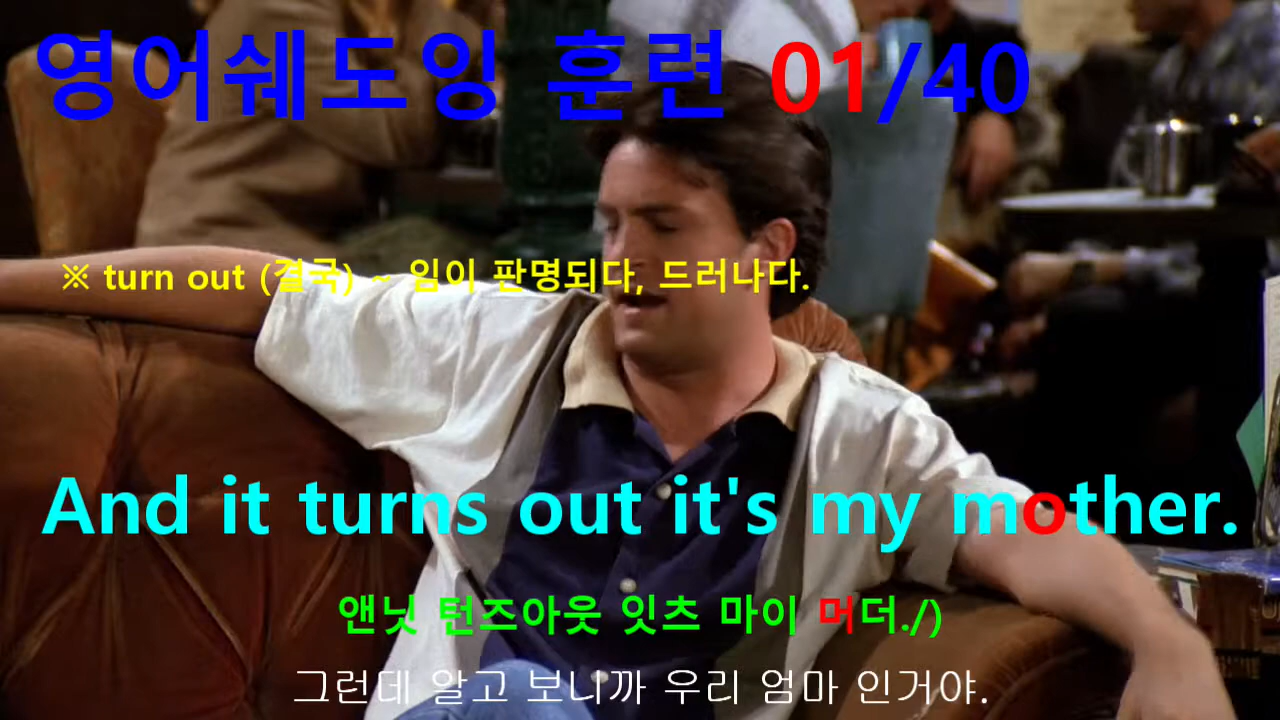 영어쉐도잉 훈련 01/40
※ turn out (결국) ~ 임이 판명되다, 드러나다.
And it turns out it's my mother.
앤닛 턴즈아웃 잇츠 마이 머더./)
그런데 알고 보니까 우리 엄마 인거야.